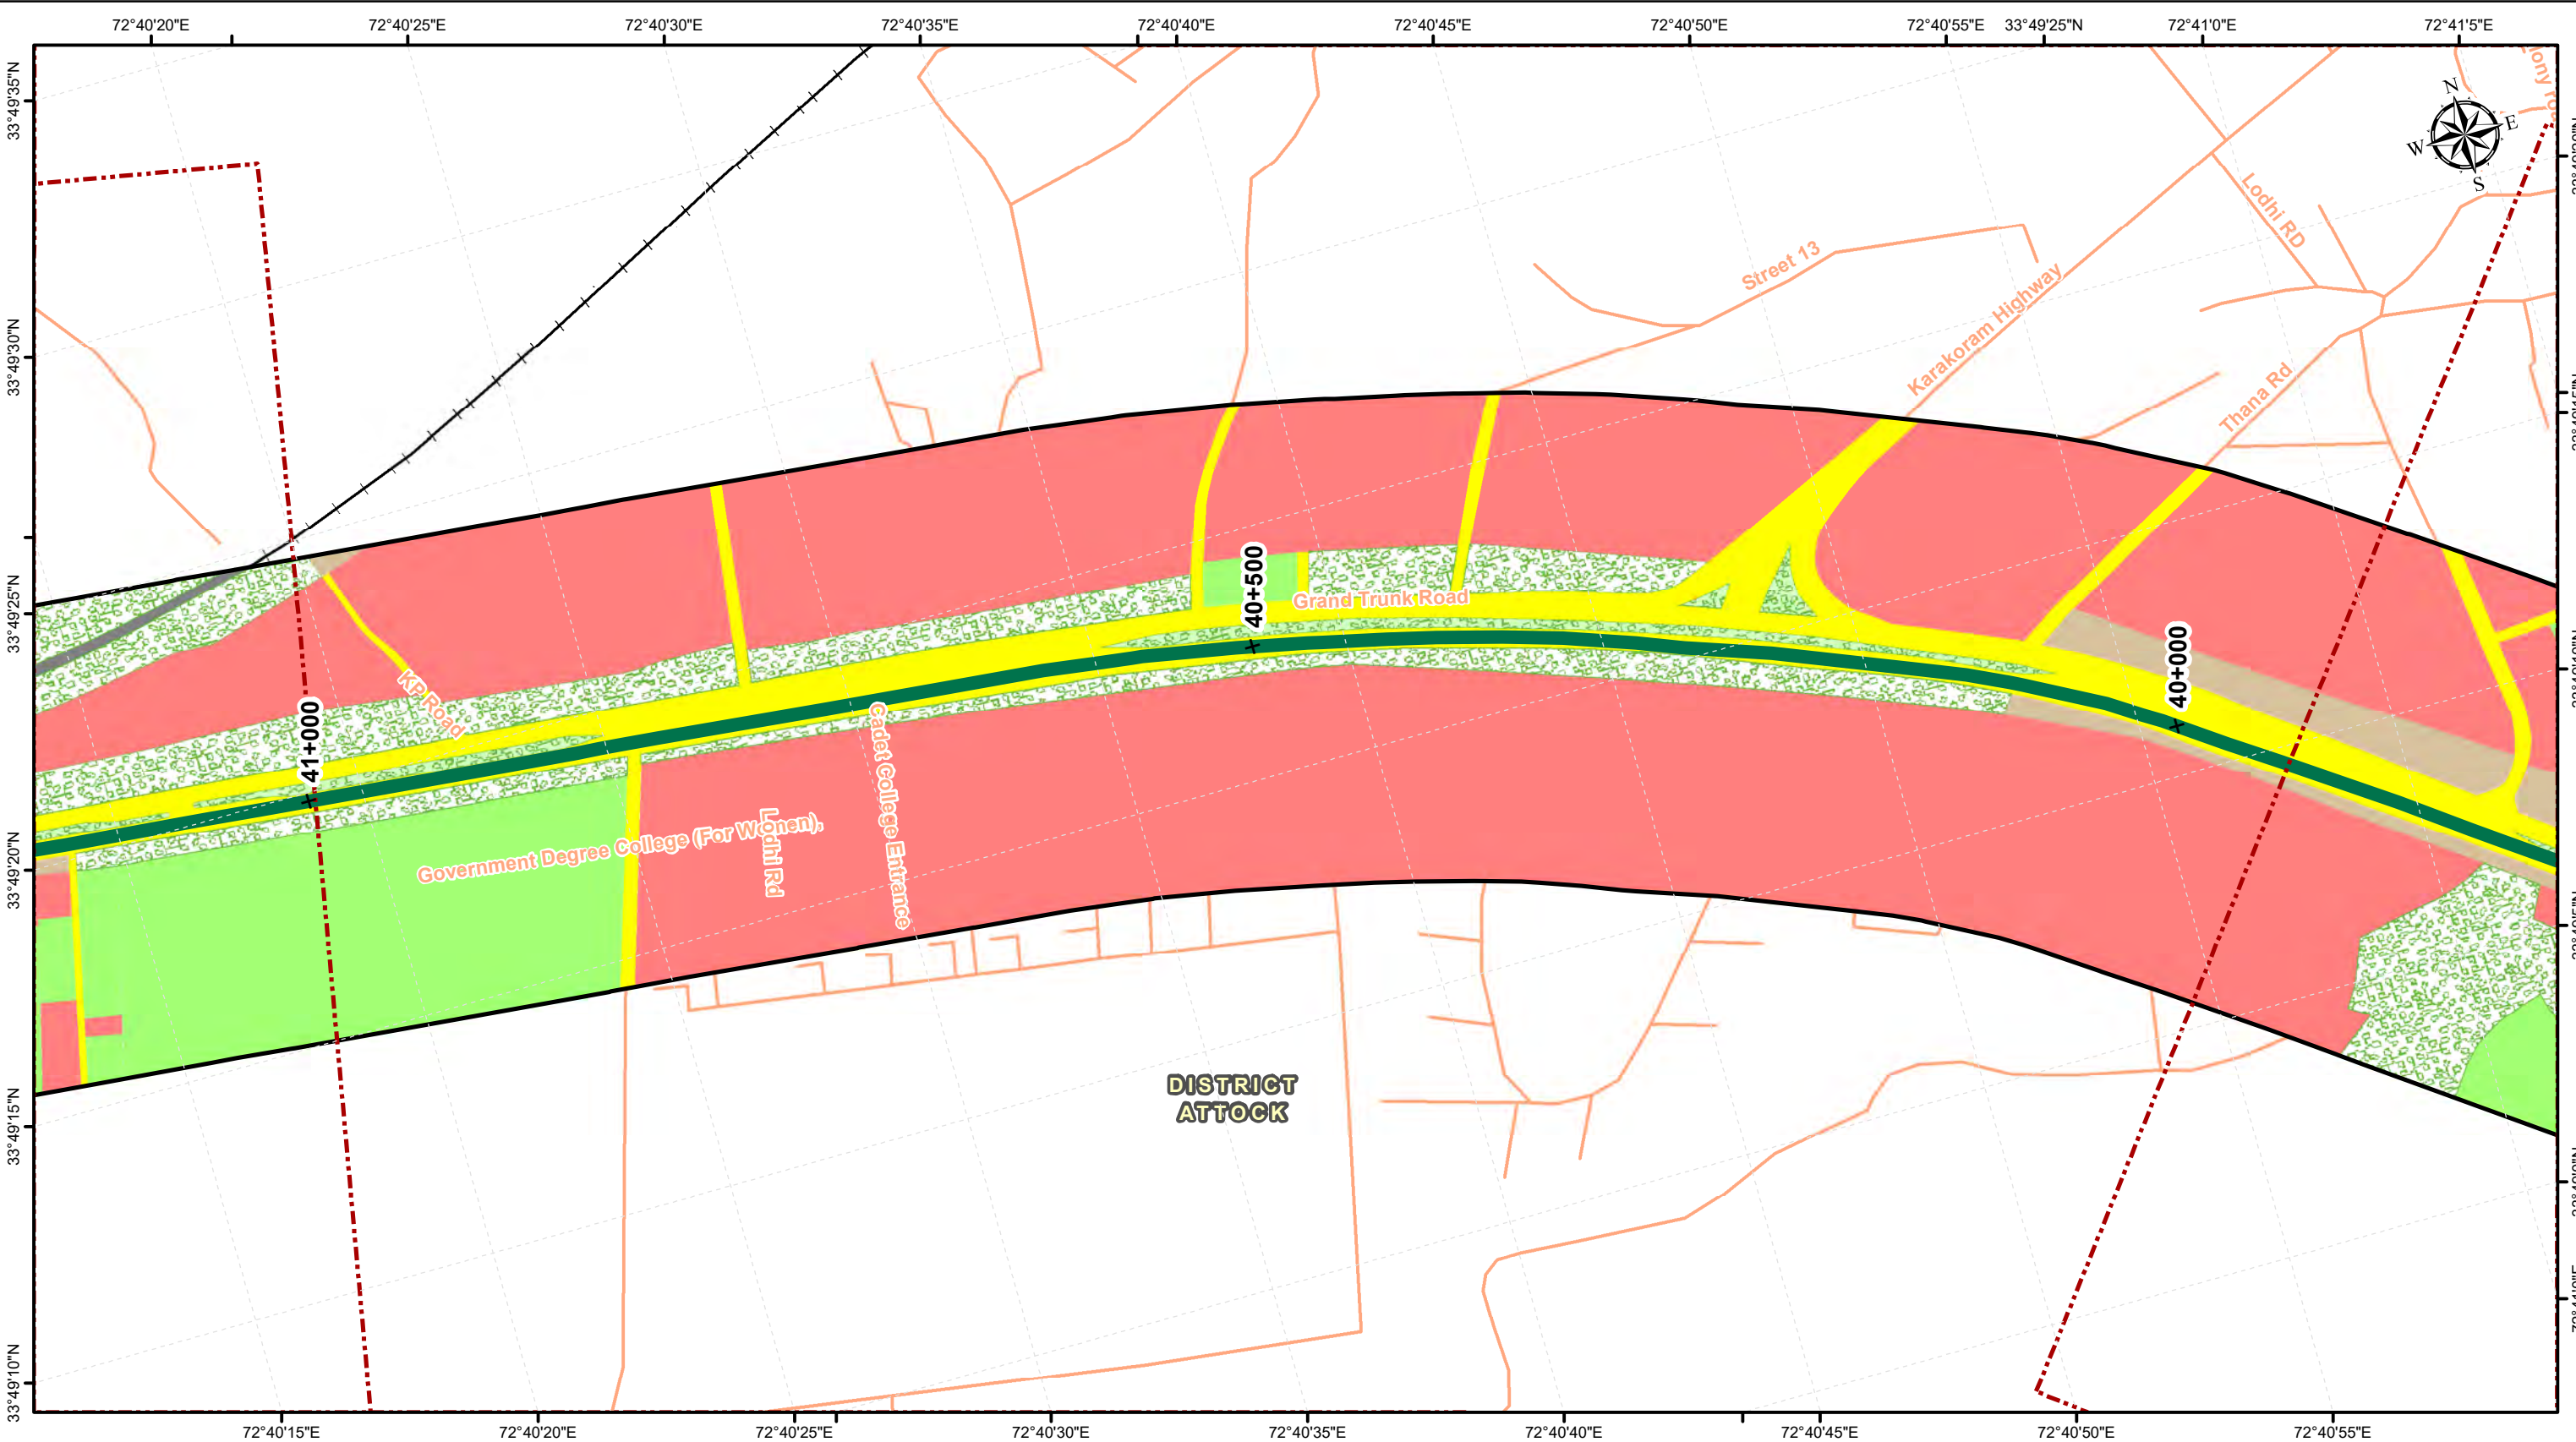 72°40'20"E
72°40'25"E
72°40'30"E
72°40'35"E
72°40'40"E
72°40'45"E
72°40'50"E
72°40'55"E
33°49'25"N
72°41'0"E
72°41'5"E
33°49'35"N
33°49'30"N
33°49'25"N
33°49'20"N
33°49'15"N
33°49'10"N
N
E
W
S
Lodhi RD
Street 13
Karakoram Highway
Thana Rd
40+500
Grand Trunk Road
40+000
KP Road
41+000
Cadet College Entrance
Lodhi Rd
Government Degree College (For Wonen).
DISTRICT
ATTOCK
72°40'15"E
72°40'20"E
72°40'25"E
72°40'30"E
72°40'35"E
72°40'40"E
72°40'45"E
72°40'50"E
72°40'55"E